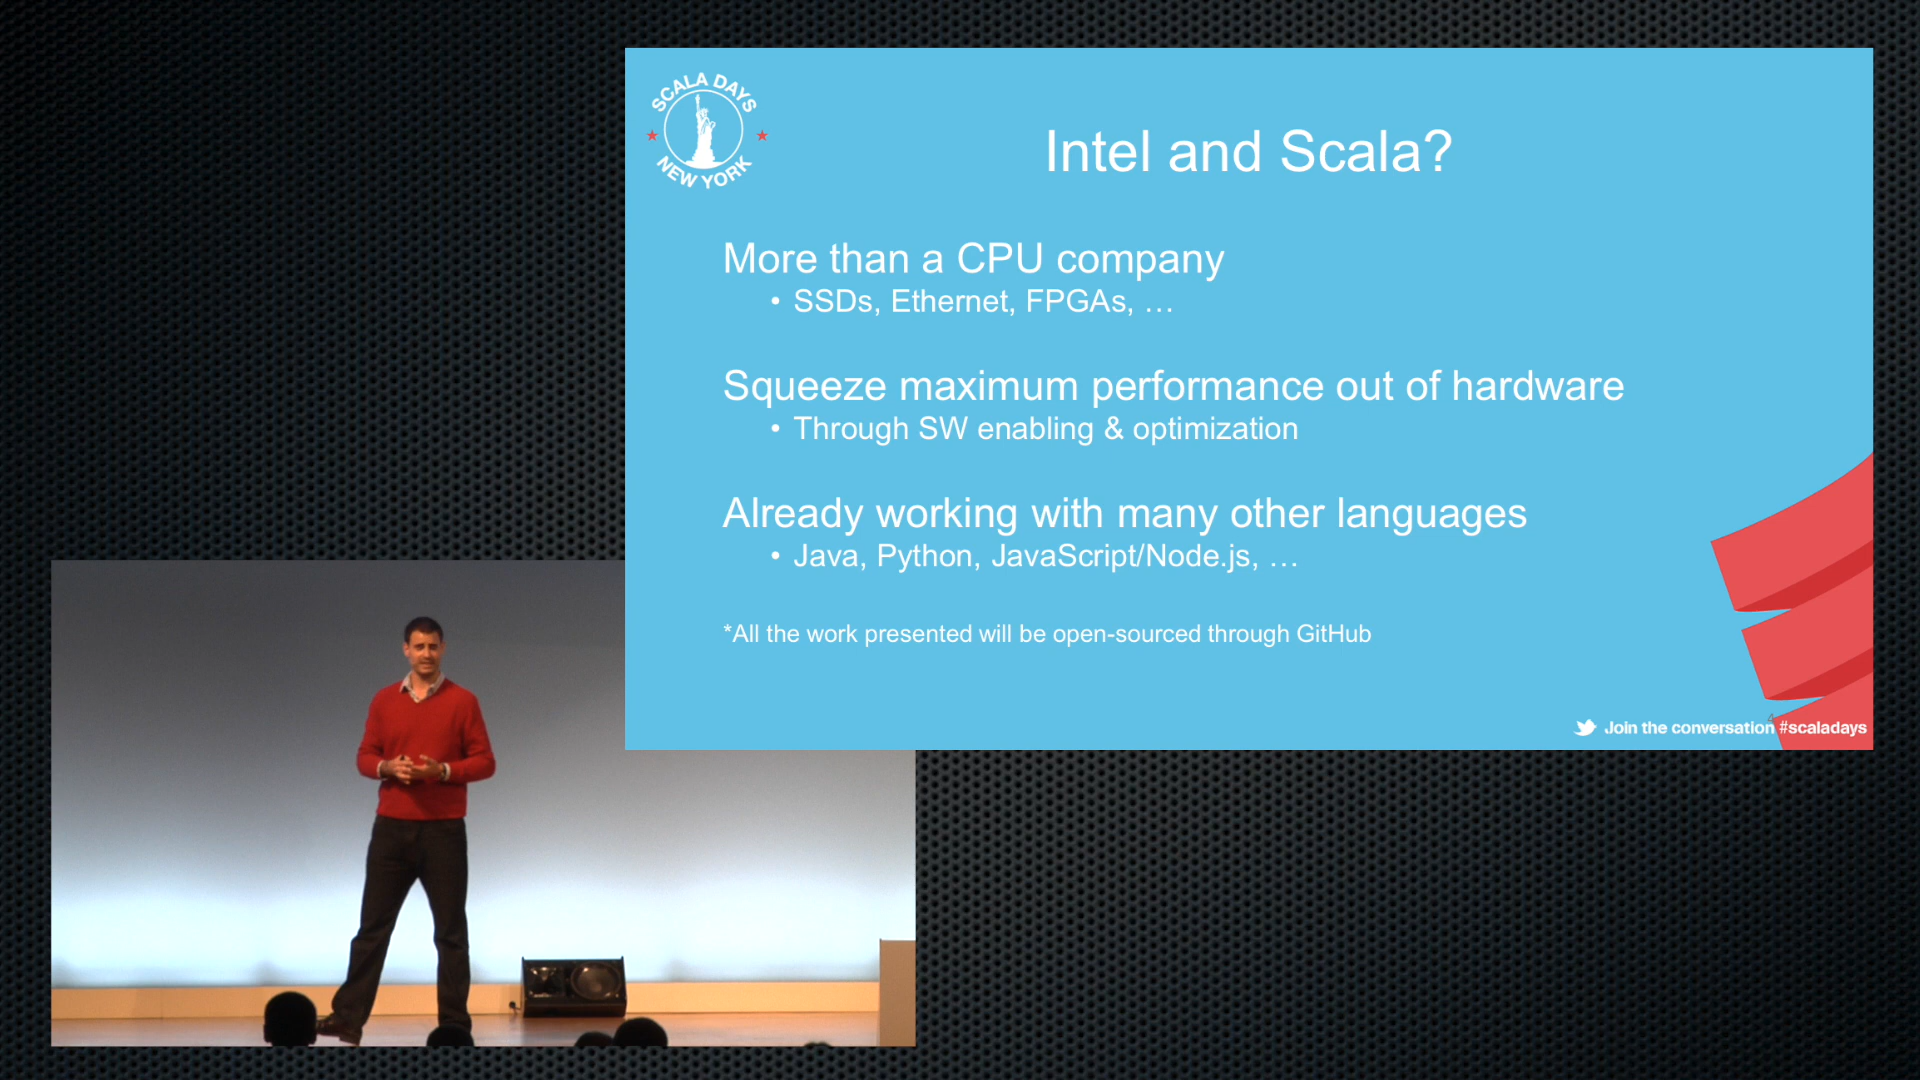 SCALA DAYS
NEW YORK
Intel and Scala?
More than a CPU company
• SSDs, Ethernet, FPGAs, …
Squeeze maximum performance out of hardware
• Through SW enabling & optimization
Already working with many other languages
• Java, Python, JavaScript/Node.js, …
*All the work presented will be open-sourced through GitHub
4
Join the conversation #scaladays